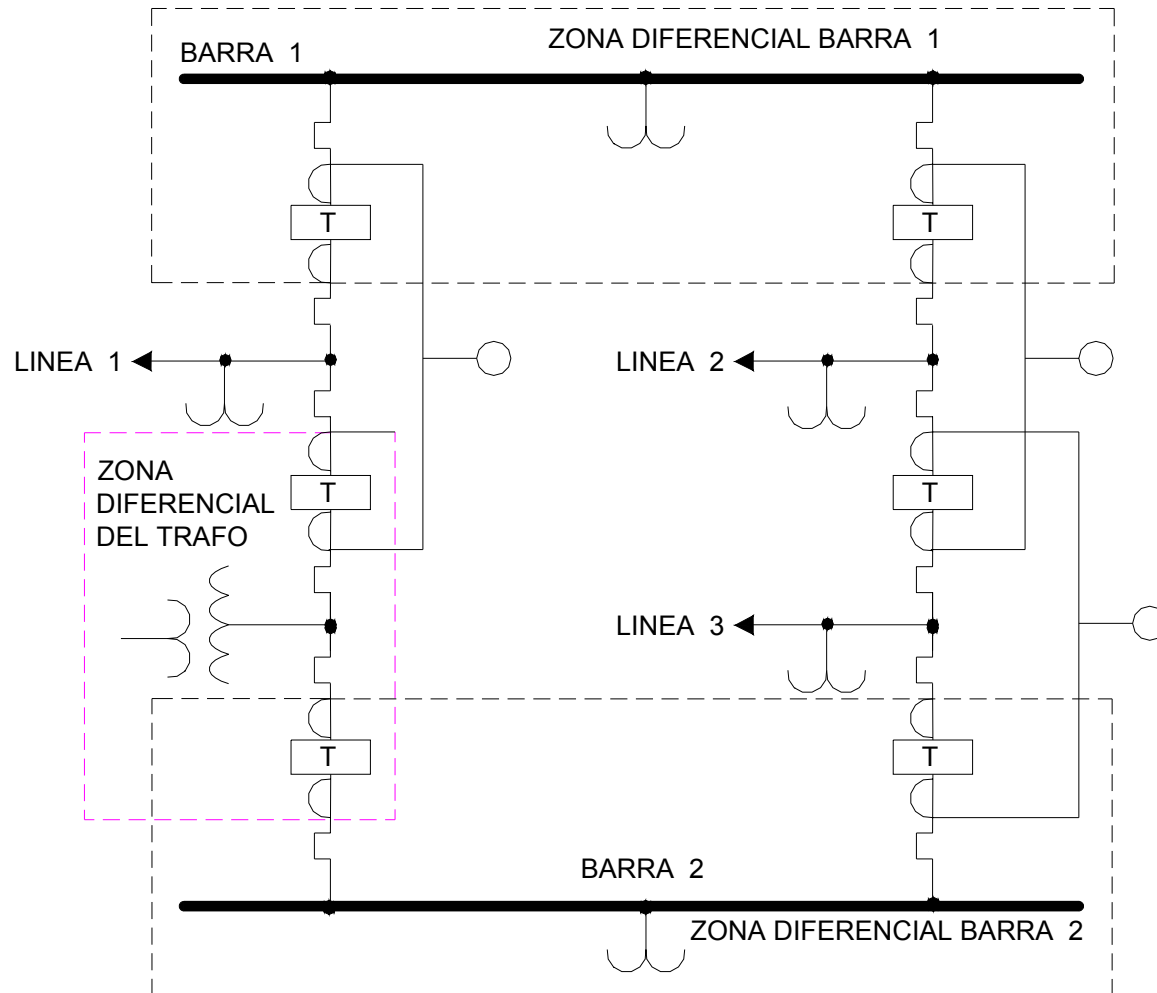 BARRA 1
ZONA DIFERENCIAL BARRA 1
T
T
LINEA 1
LINEA 2
ZONA
DIFERENCIAL
DEL TRAFO
T
T
LINEA 3
T
T
BARRA 2
ZONA DIFERENCIAL BARRA 2